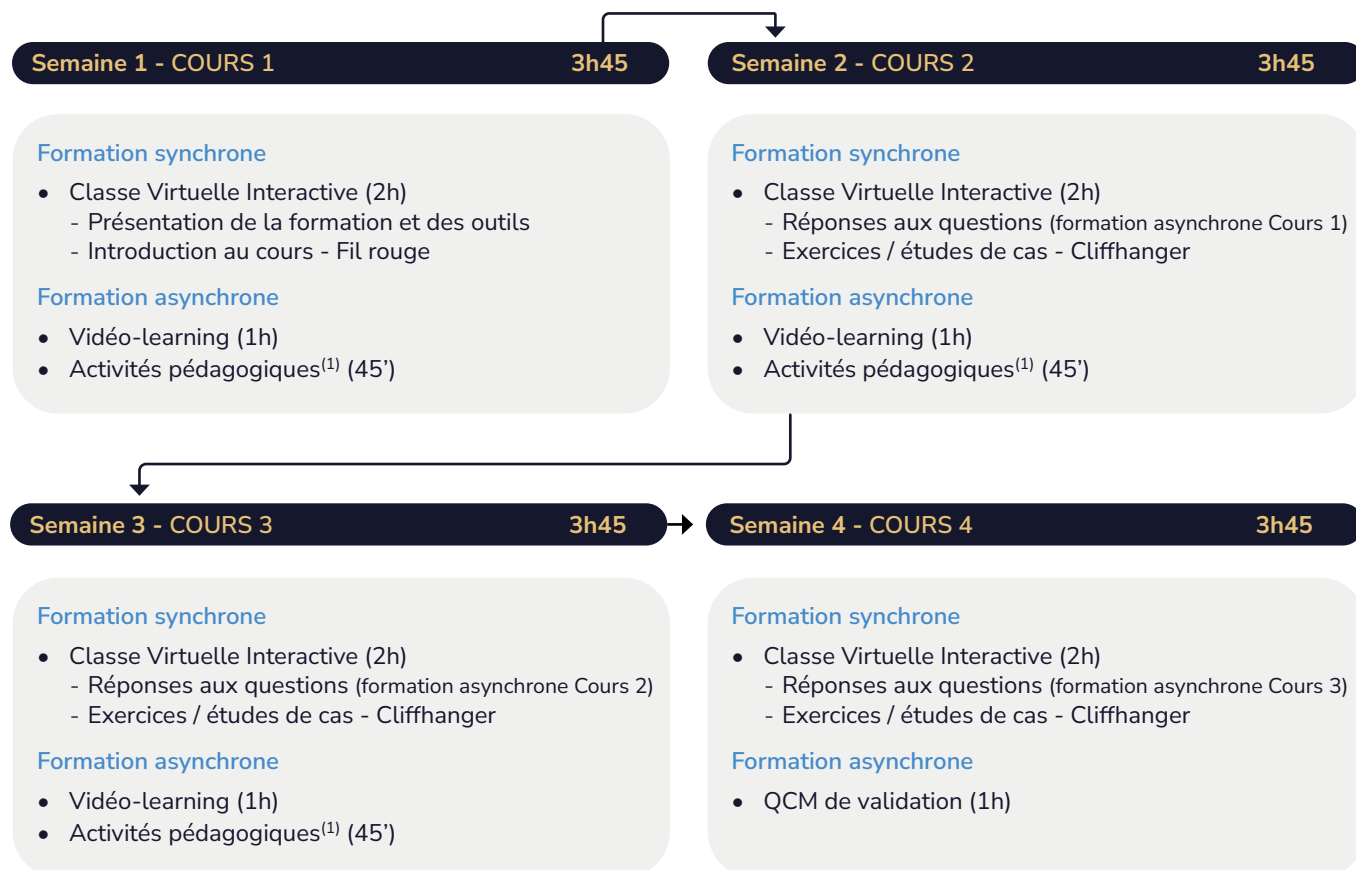 Semaine 1 - COURS 1 3h45
Formation synchrone
• Classe Virtuelle Interactive (2h)
- Présentation de la formation et des outils
- Introduction au cours - Fil rouge
Formation asynchrone
• Vidéo-learning (1h)
• Activités pédagogiques(1) (45’)
Semaine 2 - COURS 2 3h45
Formation synchrone
• Classe Virtuelle Interactive (2h)
- Réponses aux questions (formation asynchrone Cours 1)
- Exercices / études de cas - Cliffhanger
Formation asynchrone
• Vidéo-learning (1h)
• Activités pédagogiques(1) (45’)
Semaine 3 - COURS 3 3h45
Formation synchrone
• Classe Virtuelle Interactive (2h)
- Réponses aux questions (formation asynchrone Cours 2)
- Exercices / études de cas - Cliffhanger
Formation asynchrone
• Vidéo-learning (1h)
• Activités pédagogiques(1) (45’)
Semaine 4 - COURS 4 3h45
Formation synchrone
• Classe Virtuelle Interactive (2h)
- Réponses aux questions (formation asynchrone Cours 3)
- Exercices / études de cas - Cliffhanger
Formation asynchrone
• QCM de validation (1h)